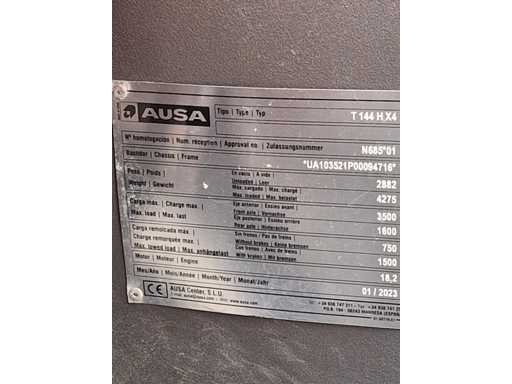 AUSA
Tipo | Type | Typ T 144 H X4
Nº homologación | Num. réception | Approval no | Zulassungsnummer N685*01
Bastidor | Chassis | Frame *UA103521P00094716*
Peso | Poids | En vacío | A vide
Weight | Gewicht Unloaded | Leer 2882
Max. cargado | Max. charge
Max. loaded | Max. belastet 4275
Carga max. | Charge max. Eje anterior | Essieu avant |
Max. load | Max. last Front axle | Vorderachse 3500
Eje posterior | Essieu arrière |
Rear axle | Hinterachse 1600
Carga remolcada max. Sin frenos | Pas de freins
Charge remorquée max. Without brakes | Keine bremsen 750
Max. towed load | Max. anhängelast Con frenos | Avec freins
With brakes | Mit bremsen 1500
Motor | Moteur | Engine 18,2
Mes/Año | Mois/Année | Month/Year | Monat/Jahr 01 / 2023
CE AUSA Center, S.L.U.